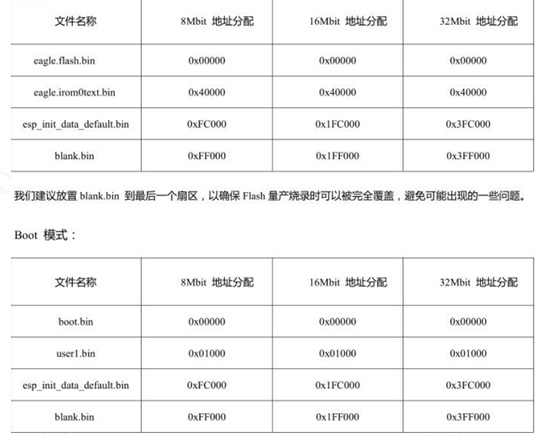 文件名称 8Mbit 地址分配 16Mbit 地址分配 32Mbit 地址分配
eagle.flash.bin 0x00000 0x00000 0x00000
eagle.irom0text.bin 0x40000 0x40000 0x40000
esp_init_data_default.bin 0xFC000 0x1FC000 0x3FC000
blank.bin 0xFF000 0x1FF000 0x3FF000
我们建议放置 blank.bin 到最后一个扇区，以确保 Flash 量产烧录时可以被完全覆盖，避免可能出现的一些问题。
Boot 模式：
文件名称 8Mbit 地址分配 16Mbit 地址分配 32Mbit 地址分配
boot.bin 0x00000 0x00000 0x00000
user1.bin 0x01000 0x01000 0x01000
esp_init_data_default.bin 0xFC000 0x1FC000 0x3FC000
blank.bin 0xFF000 0x1FF000 0x3FF000